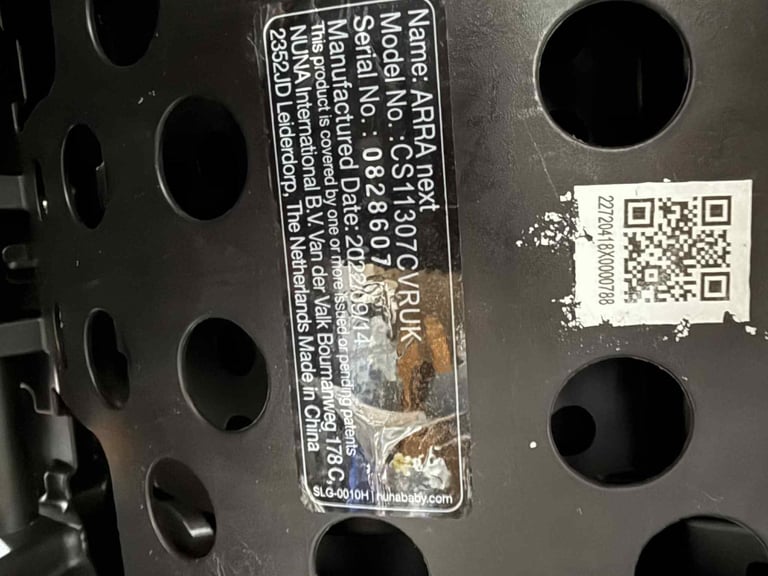 Name: ARRA next
Model No.: CS11307CVRUK
Serial No.: 0828607
Manufactured Date: 2022/09/14
This product is covered by one or more issued or pending patents
NUNA International B.V. Van der Valk Boumanweg 178 C,
2352JD Leiderdorp, The Netherlands Made in China
SLG-0010H | nunababy.com
22720418X0000788